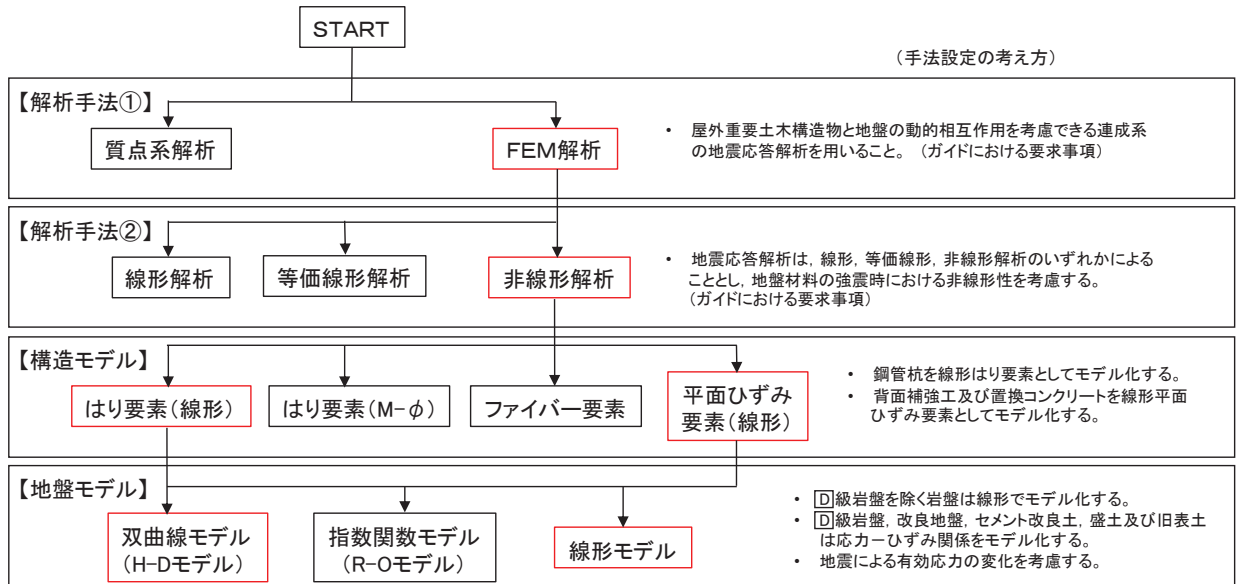 START
(手法設定の考え方)
【解析手法①】
質点系解析
FEM解析
・ 屋外重要土木構造物と地盤の動的相互作用を考慮できる連成系
の地震応答解析を用いること。 (ガイドにおける要求事項)
【解析手法②】
線形解析
等価線形解析
非線形解析
・ 地震応答解析は,線形,等価線形,非線形解析のいずれかによる
こととし,地盤材料の強震時における非線形性を考慮する。
(ガイドにおける要求事項)
【構造モデル】
はり要素(線形)
はり要素(M-φ)
ファイバー要素
平面ひずみ
要素(線形)
・ 鋼管杭を線形はり要素としてモデル化する。
・ 背面補強工及び置換コンクリートを線形平面
ひずみ要素としてモデル化する。
【地盤モデル】
双曲線モデル
(H-Dモデル)
指数関数モデル
(R-Oモデル)
線形モデル
・ D級岩盤を除く岩盤は線形でモデル化する。
・ D級岩盤,改良地盤,セメント改良土,盛土及び旧表土
は応力ーひずみ関係をモデル化する。
・ 地震による有効応力の変化を考慮する。